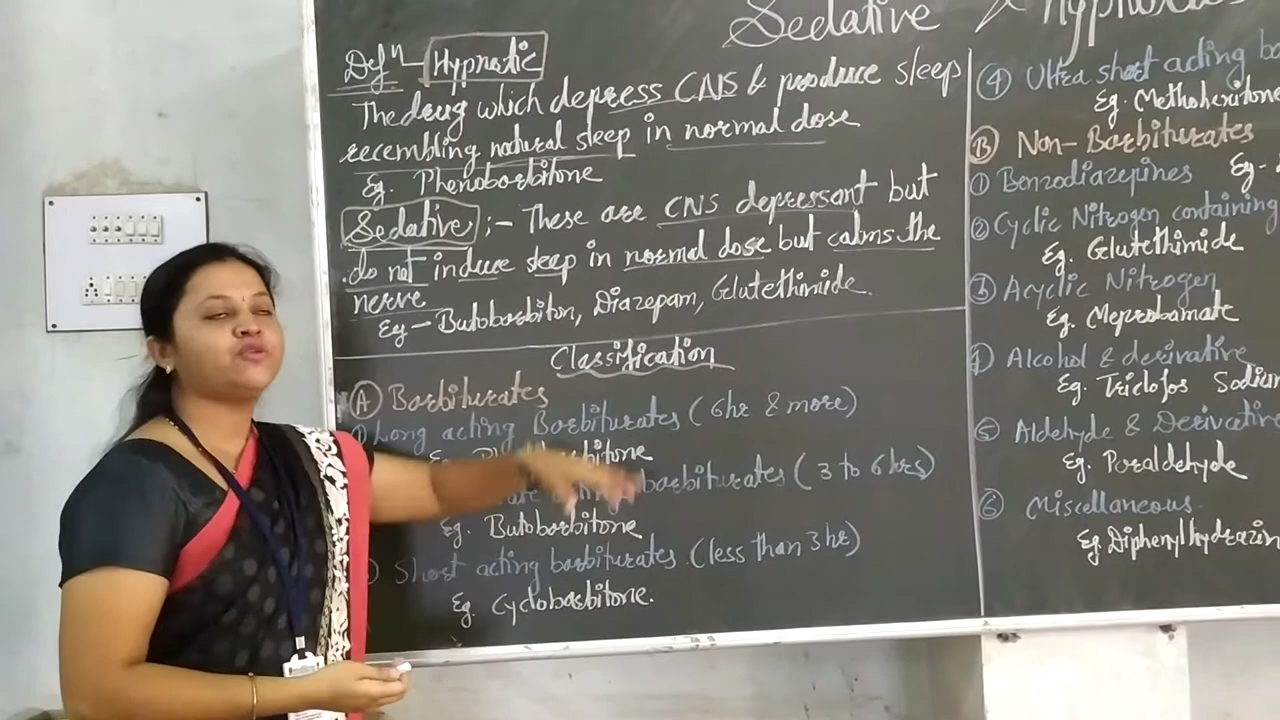 Sedative & Hypnotics
Defⁿ - Hypnotic
The drug which depress CNS & produce sleep
recembling natural sleep in normal dose
Eg. Phenobarbitone
Sedative :- These are CNS depressant but
do not induce sleep in normal dose but calms the
nerve
Eg - Butobarbiton, Diazepam, Glutethimide.
Classification
A Barbiturates
1 Long acting Barbiturates (6hr & more)
Eg.
barbiturates (3 to 6 hrs)
Eg. Butobarbitone
Short acting barbiturates (less than 3 hr)
Eg. Cyclobarbitone.
4 Ultra short acting ba
Eg. Methohexitone
B Non-Barbiturates
1 Benzodiazepines Eg-
2 Cyclic Nitrogen containing
Eg. Glutethimide
3 Acyclic Nitrogen
Eg. Meprobamate
4 Alcohol & derivative
Eg. Triclofos Sodium
5 Aldehyde & Derivative
Eg. Paraldehyde
6 Miscellaneous
Eg. Diphenylhydrazin